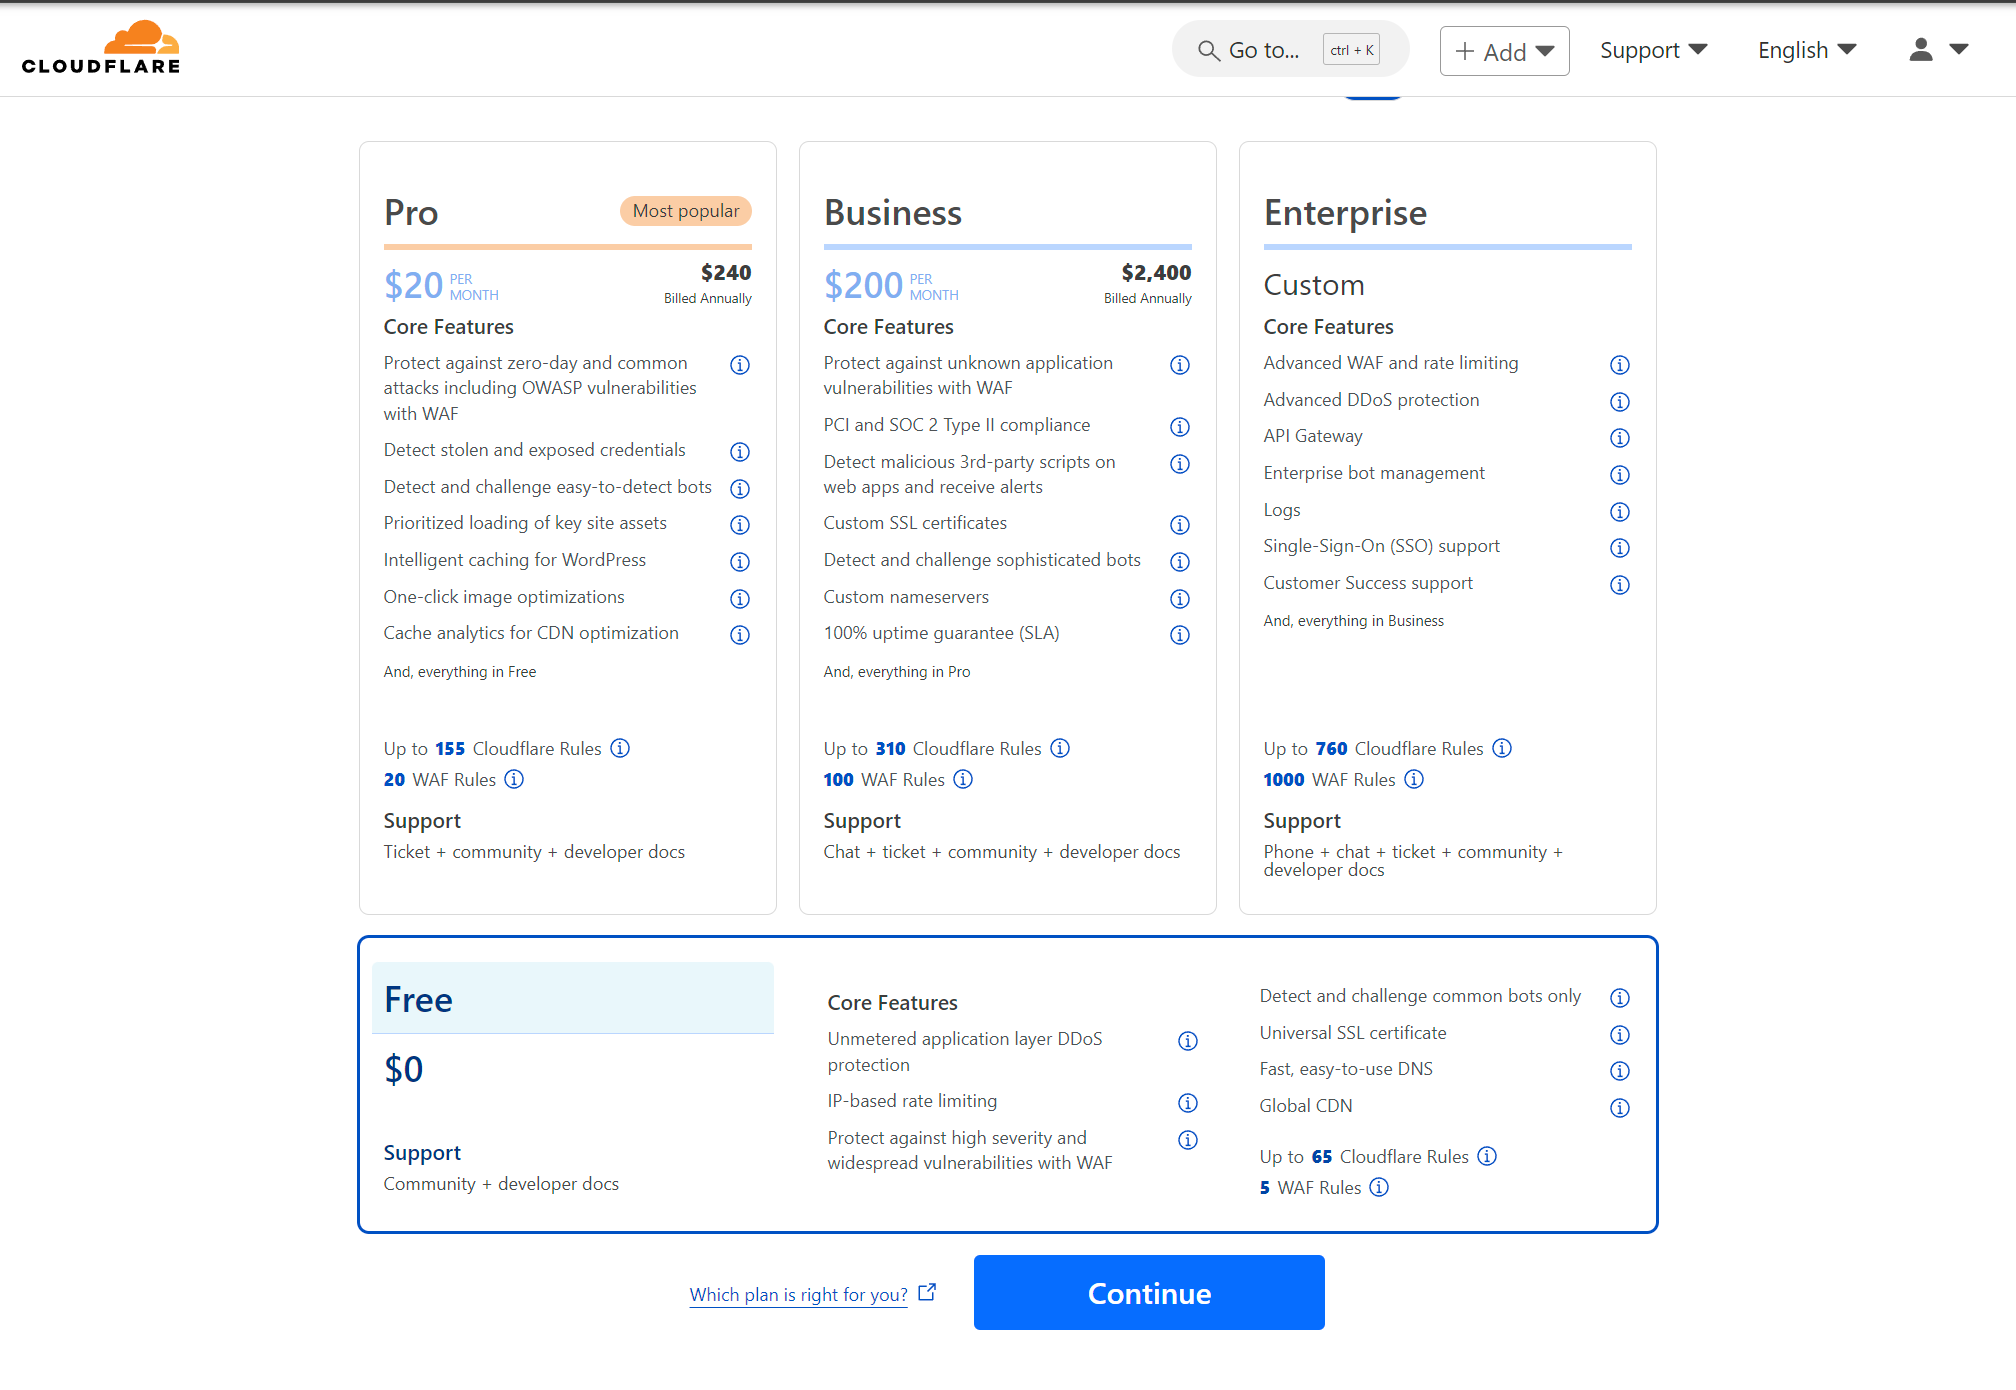 CLOUDFLARE
Go to... ctrl + K
+ Add
Support
English
Pro
Most popular
$20 PER MONTH
$240
Billed Annually
Core Features
Protect against zero-day and common
attacks including OWASP vulnerabilities
with WAF
Detect stolen and exposed credentials
Detect and challenge easy-to-detect bots
Prioritized loading of key site assets
Intelligent caching for WordPress
One-click image optimizations
Cache analytics for CDN optimization
And, everything in Free
Up to 155 Cloudflare Rules
20 WAF Rules
Support
Ticket + community + developer docs
Business
$200 PER MONTH
$2,400
Billed Annually
Core Features
Protect against unknown application
vulnerabilities with WAF
PCI and SOC 2 Type II compliance
Detect malicious 3rd-party scripts on
web apps and receive alerts
Custom SSL certificates
Detect and challenge sophisticated bots
Custom nameservers
100% uptime guarantee (SLA)
And, everything in Pro
Up to 310 Cloudflare Rules
100 WAF Rules
Support
Chat + ticket + community + developer docs
Enterprise
Custom
Core Features
Advanced WAF and rate limiting
Advanced DDoS protection
API Gateway
Enterprise bot management
Logs
Single-Sign-On (SSO) support
Customer Success support
And, everything in Business
Up to 760 Cloudflare Rules
1000 WAF Rules
Support
Phone + chat + ticket + community +
developer docs
Free
$0
Support
Community + developer docs
Core Features
Unmetered application layer DDoS
protection
IP-based rate limiting
Protect against high severity and
widespread vulnerabilities with WAF
Detect and challenge common bots only
Universal SSL certificate
Fast, easy-to-use DNS
Global CDN
Up to 65 Cloudflare Rules
5 WAF Rules
Which plan is right for you?
Continue